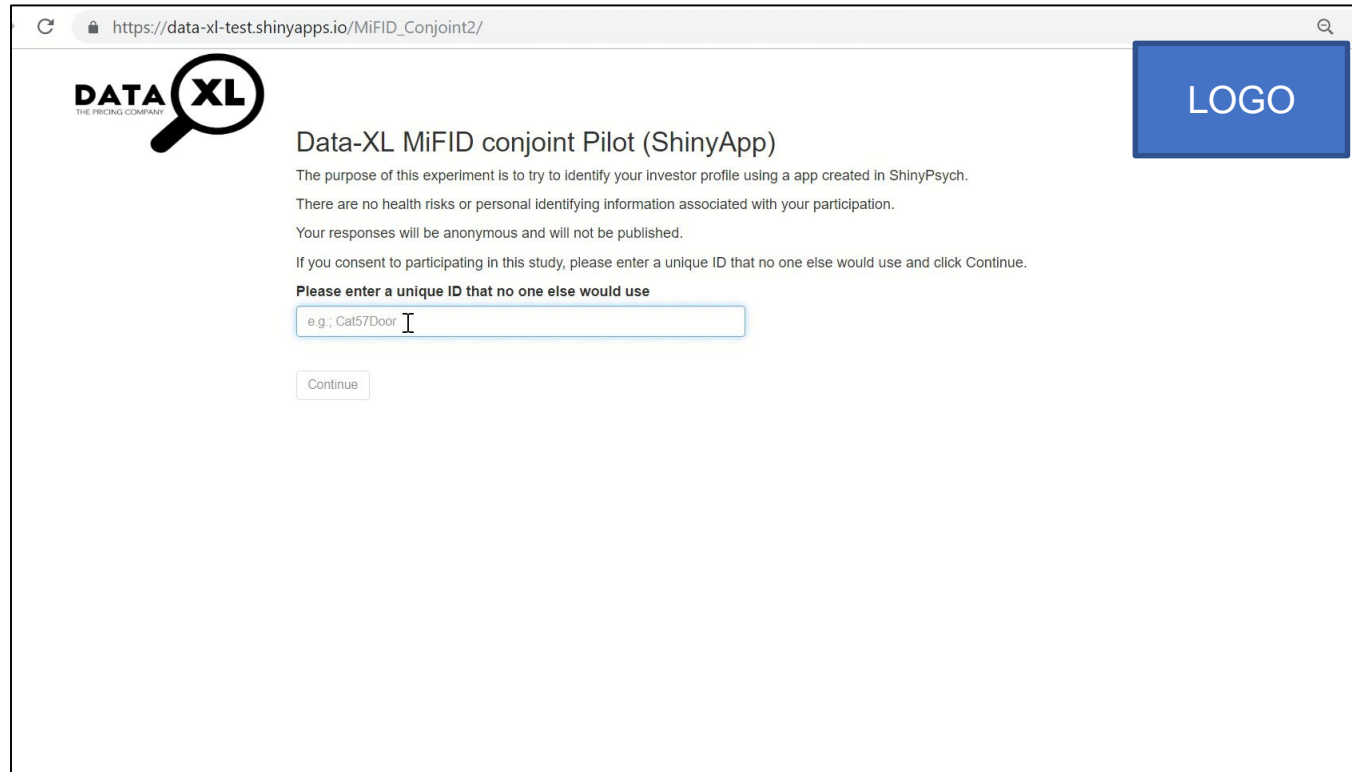 https://data-xl-test.shinyapps.io/MiFID_Conjoint2/
DATA XL
THE PRICING COMPANY
LOGO
Data-XL MiFID conjoint Pilot (ShinyApp)
The purpose of this experiment is to try to identify your investor profile using a app created in ShinyPsych.
There are no health risks or personal identifying information associated with your participation.
Your responses will be anonymous and will not be published.
If you consent to participating in this study, please enter a unique ID that no one else would use and click Continue.
Please enter a unique ID that no one else would use
e.g.; Cat57Door
Continue